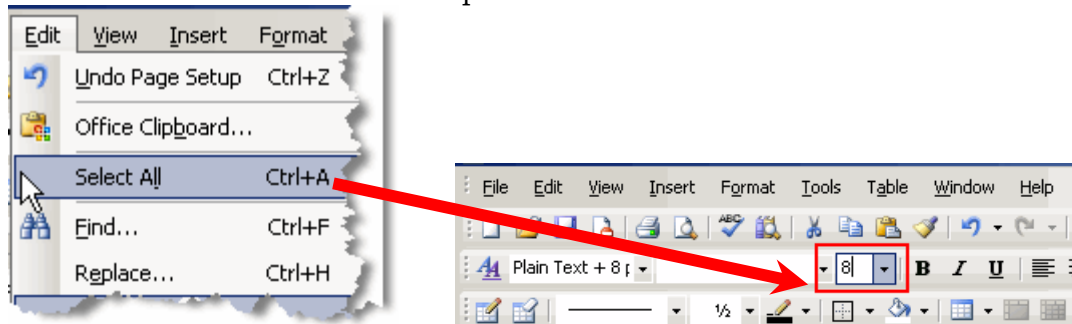 Edit View Insert Format
Undo Page Setup Ctrl+Z
Office Clipboard...
Select All Ctrl+A
Find... Ctrl+F
Replace... Ctrl+H
File Edit View Insert Format Tools Table Window Help
ABC
Plain Text + 8 8 B I U
½